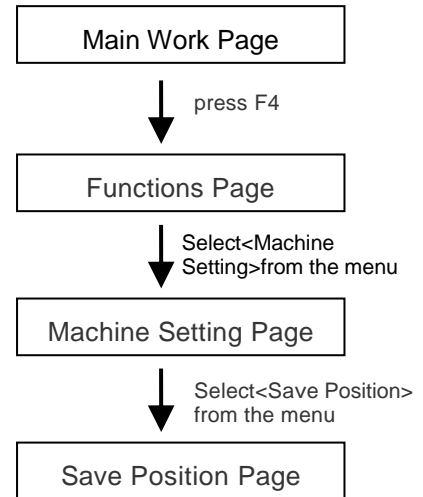 Main Work Page
press F4
Functions Page
Select<Machine
Setting>from the menu
Machine Setting Page
Select<Save Position>
from the menu
Save Position Page